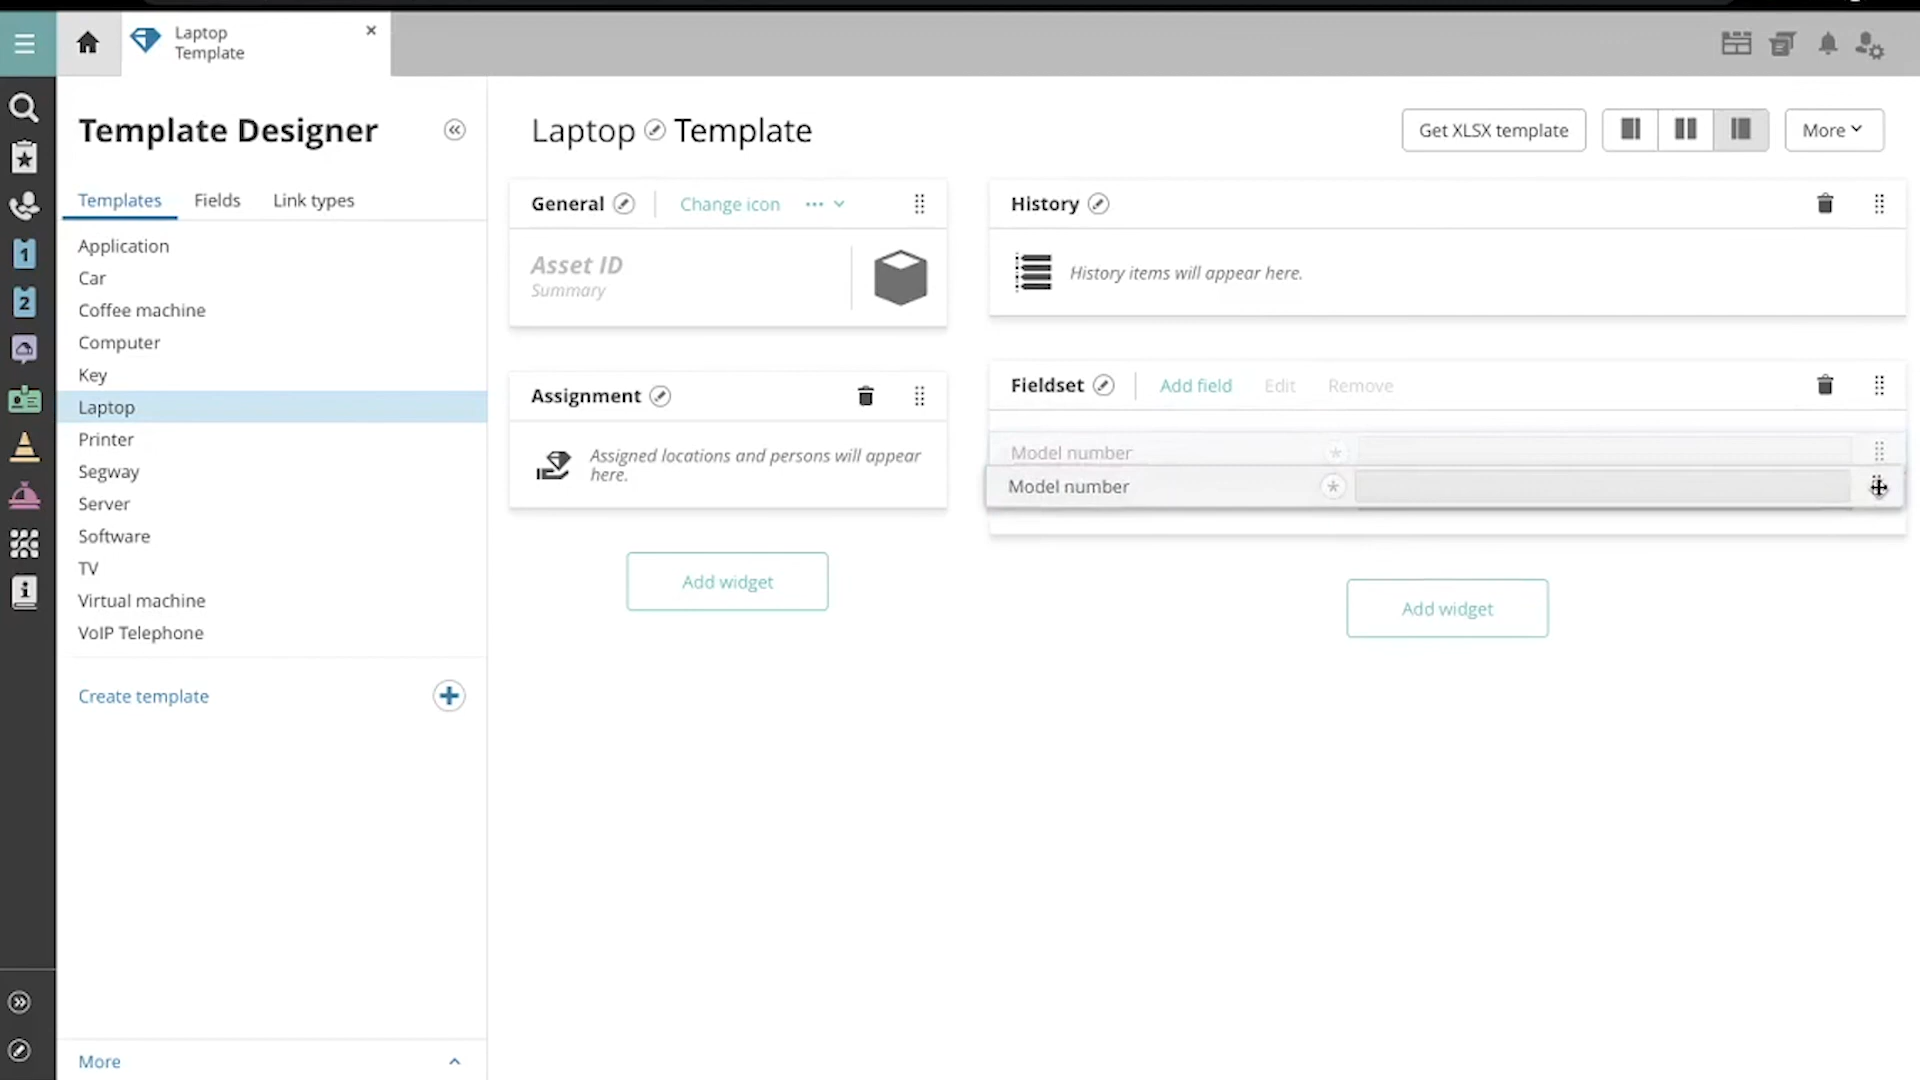 Laptop
Template
Template Designer
Templates
Fields
Link types
Application
Car
Coffee machine
Computer
Key
Laptop
Printer
Segway
Server
Software
TV
Virtual machine
VoIP Telephone
Create template
More
1
2
Laptop Template
Get XLSX template
More
General
Change icon
Asset ID
Summary
Assignment
Assigned locations and persons will appear
here.
Add widget
History
History items will appear here.
Fieldset
Add field
Edit
Remove
Model number
Model number
Add widget